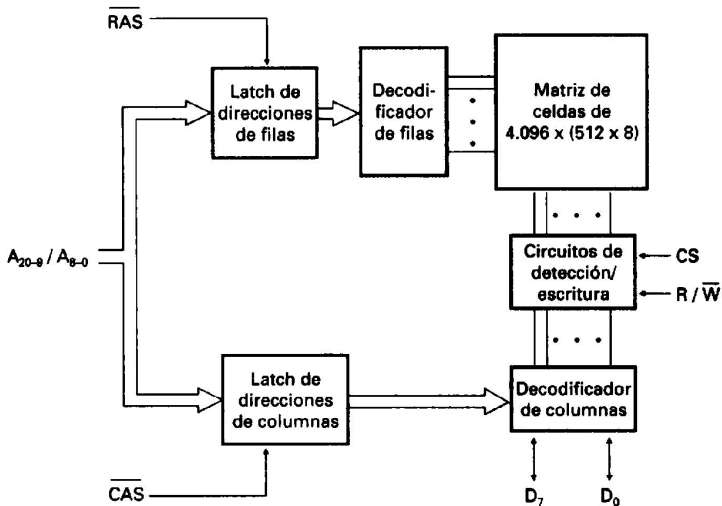 RAS
Latch de
direcciones
de filas
Decodi-
ficador
de filas
Matriz de
celdas de
4.096 x (512 x 8)
A20-9 / A8-0
Circuitos de
detección/
escritura
CS
R / W
Latch de
direcciones
de columnas
Decodificador
de columnas
CAS
D7
D0